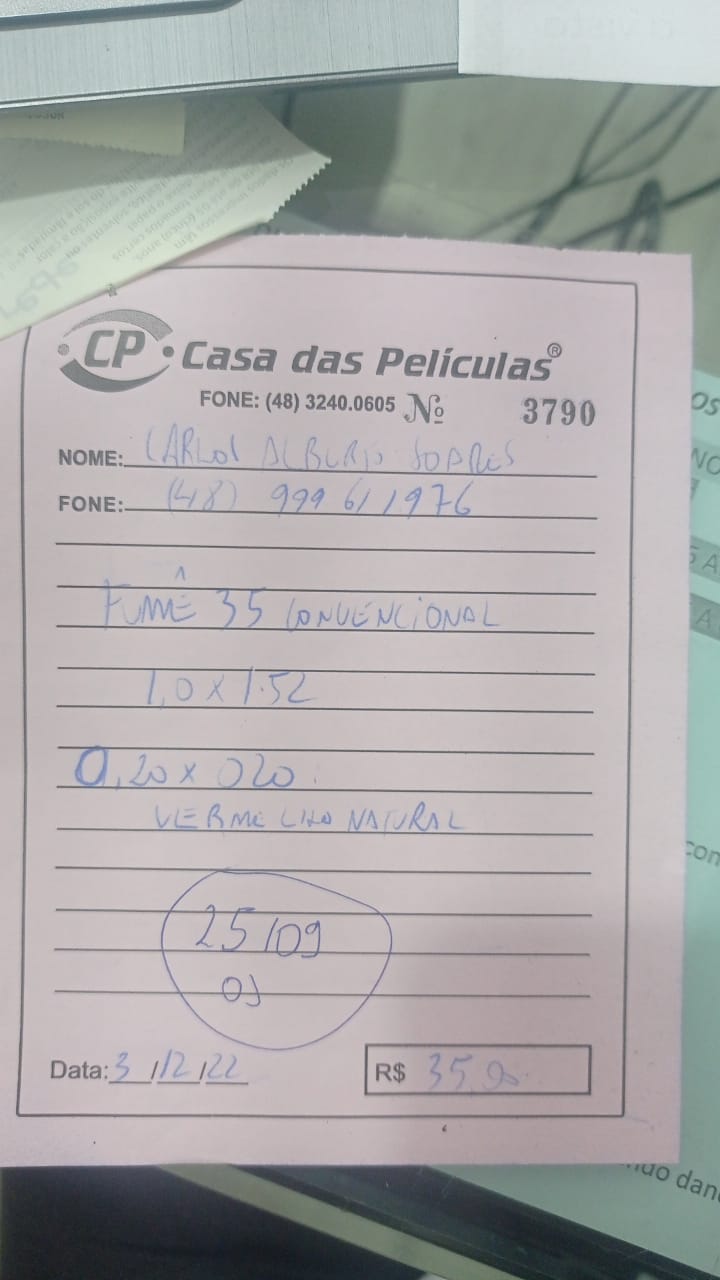 CP Casa das Películas®
FONE: (48) 3240.0605 Nº 3790
NOME: CARLOS ALBERTO SOARES
FONE: (48) 999 61 1976
FUMÊ 35 CONVENCIONAL
1,0 x 1.52
0,20 x 020
VERMELHO NATURAL
25/09
Data: 3/12/22
R$ 35,00